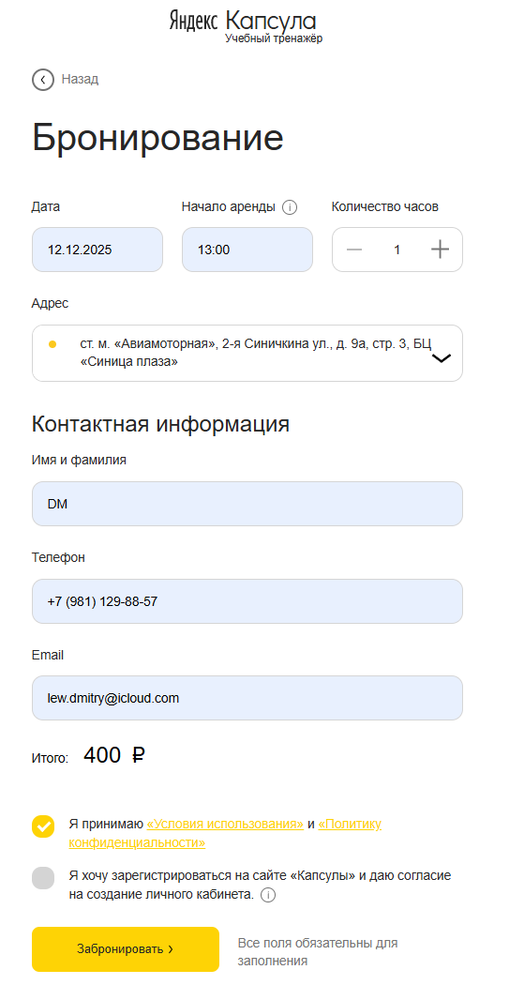 Яндекс Капсула
Учебный тренажёр
Назад
Бронирование
Дата
Начало аренды
Количество часов
12.12.2025
13:00
1
Адрес
ст. м. «Авиамоторная», 2-я Синичкина ул., д. 9а, стр. 3, БЦ
«Синица плаза»
Контактная информация
Имя и фамилия
DM
Телефон
+7 (981) 129-88-57
Email
lew.dmitry@icloud.com
Итого: 400 ₽
Я принимаю «Условия использования» и «Политику
конфиденциальности»
Я хочу зарегистрироваться на сайте «Капсулы» и даю согласие
на создание личного кабинета.
Забронировать
Все поля обязательны для
заполнения